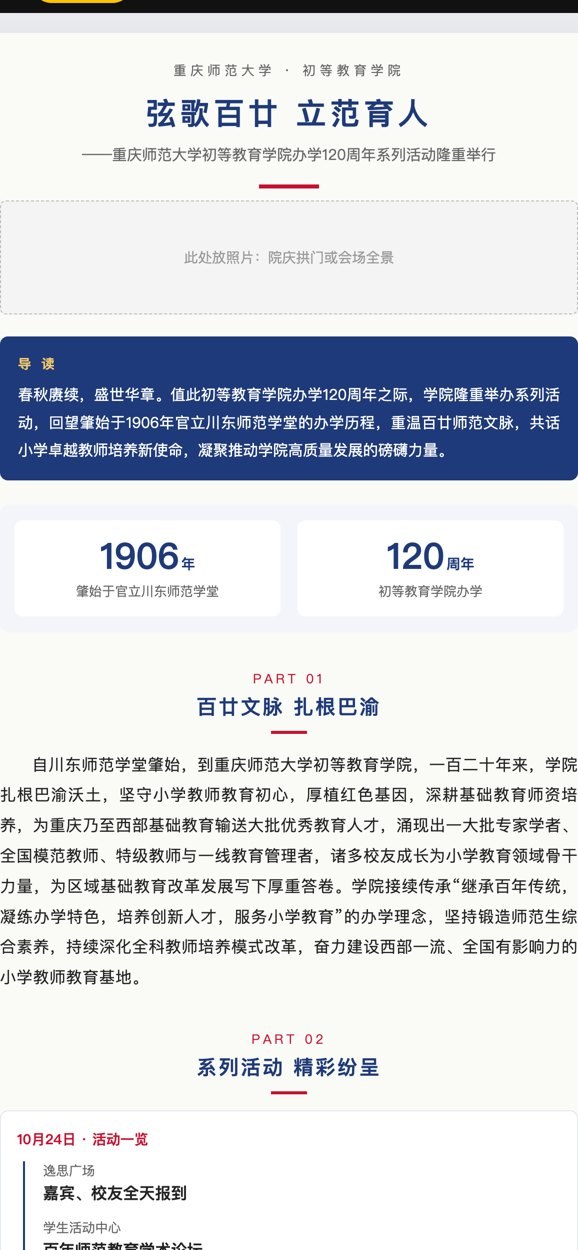 重庆师范大学 · 初等教育学院
弦歌百廿 立范育人
——重庆师范大学初等教育学院办学120周年系列活动隆重举行
此处放照片：院庆拱门或会场全景
导 读
春秋赓续，盛世华章。值此初等教育学院办学120周年之际，学院隆重举办系列活
动，回望肇始于1906年官立川东师范学堂的办学历程，重温百廿师范文脉，共话
小学卓越教师培养新使命，凝聚推动学院高质量发展的磅礴力量。
1906年
肇始于官立川东师范学堂
120周年
初等教育学院办学
PART 01
百廿文脉 扎根巴渝
自川东师范学堂肇始，到重庆师范大学初等教育学院，一百二十年来，学院
扎根巴渝沃土，坚守小学教师教育初心，厚植红色基因，深耕基础教育师资培
养，为重庆乃至西部基础教育输送大批优秀教育人才，涌现出一大批专家学者、
全国模范教师、特级教师与一线教育管理者，诸多校友成长为小学教育领域骨干
力量，为区域基础教育改革发展写下厚重答卷。学院接续传承“继承百年传统，
凝练办学特色，培养创新人才，服务小学教育”的办学理念，坚持锻造师范生综
合素养，持续深化全科教师培养模式改革，奋力建设西部一流、全国有影响力的
小学教师教育基地。
PART 02
系列活动 精彩纷呈
10月24日 · 活动一览
逸思广场
嘉宾、校友全天报到
学生活动中心
百年师范教育学术论坛